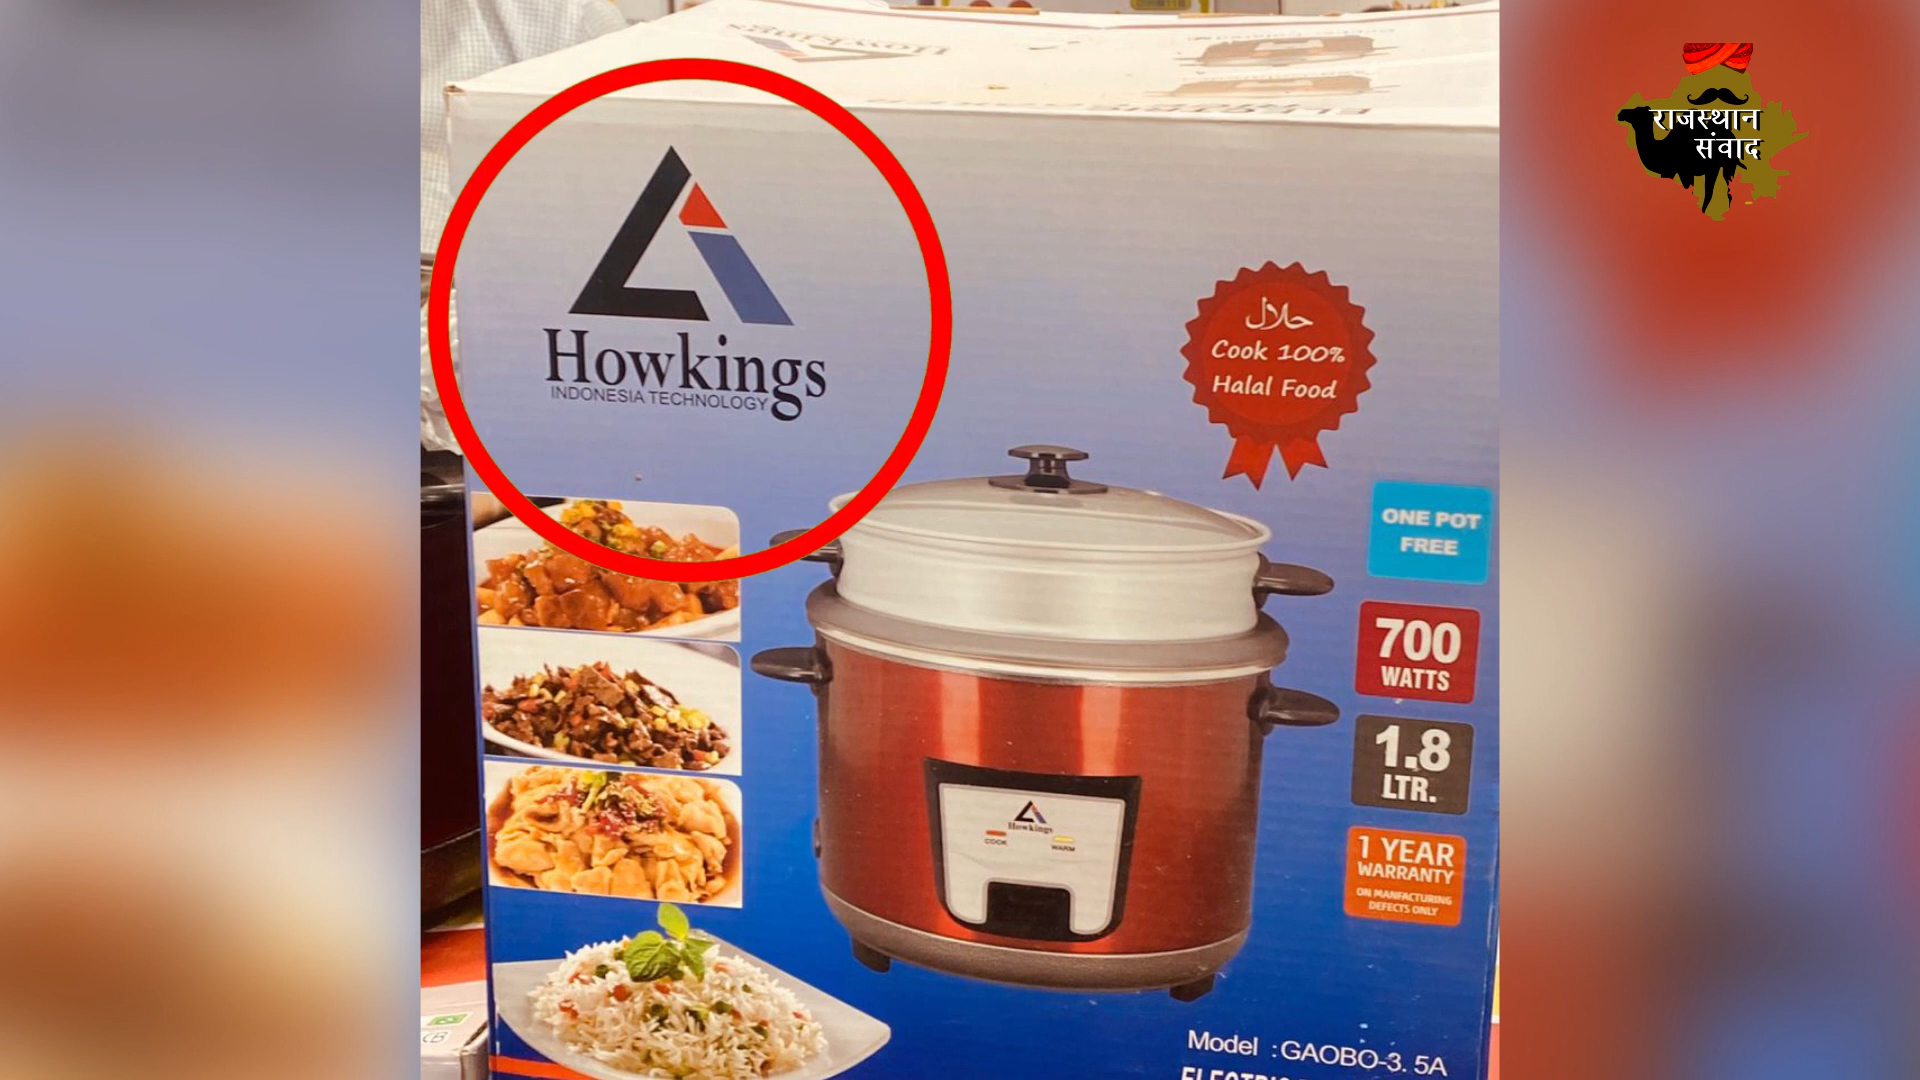 Howkings
राजस्थान
संवाद
Howkings
INDONESIA TECHNOLOGY
حلال
Cook 100%
Halal Food
ONE POT
FREE
700
WATTS
1.8
LTR.
1 YEAR
WARRANTY
ON MANFACTURING
DEFECTS ONLY
Howkings
COOK
WARM
Model :GAOBO-3. 5A